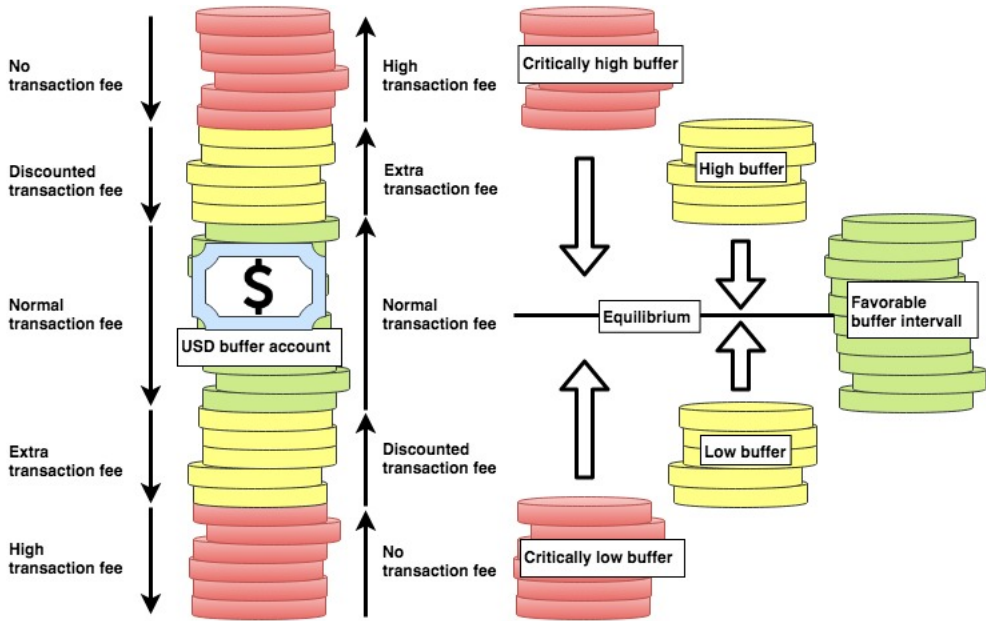 No
transaction fee
Discounted
transaction fee
Normal
transaction fee
Extra
transaction fee
High
transaction fee
$
USD buffer account
High
transaction fee
Extra
transaction fee
Normal
transaction fee
Discounted
transaction fee
No
transaction fee
Critically high buffer
High buffer
Equilibrium
Favorable
buffer intervall
Low buffer
Critically low buffer